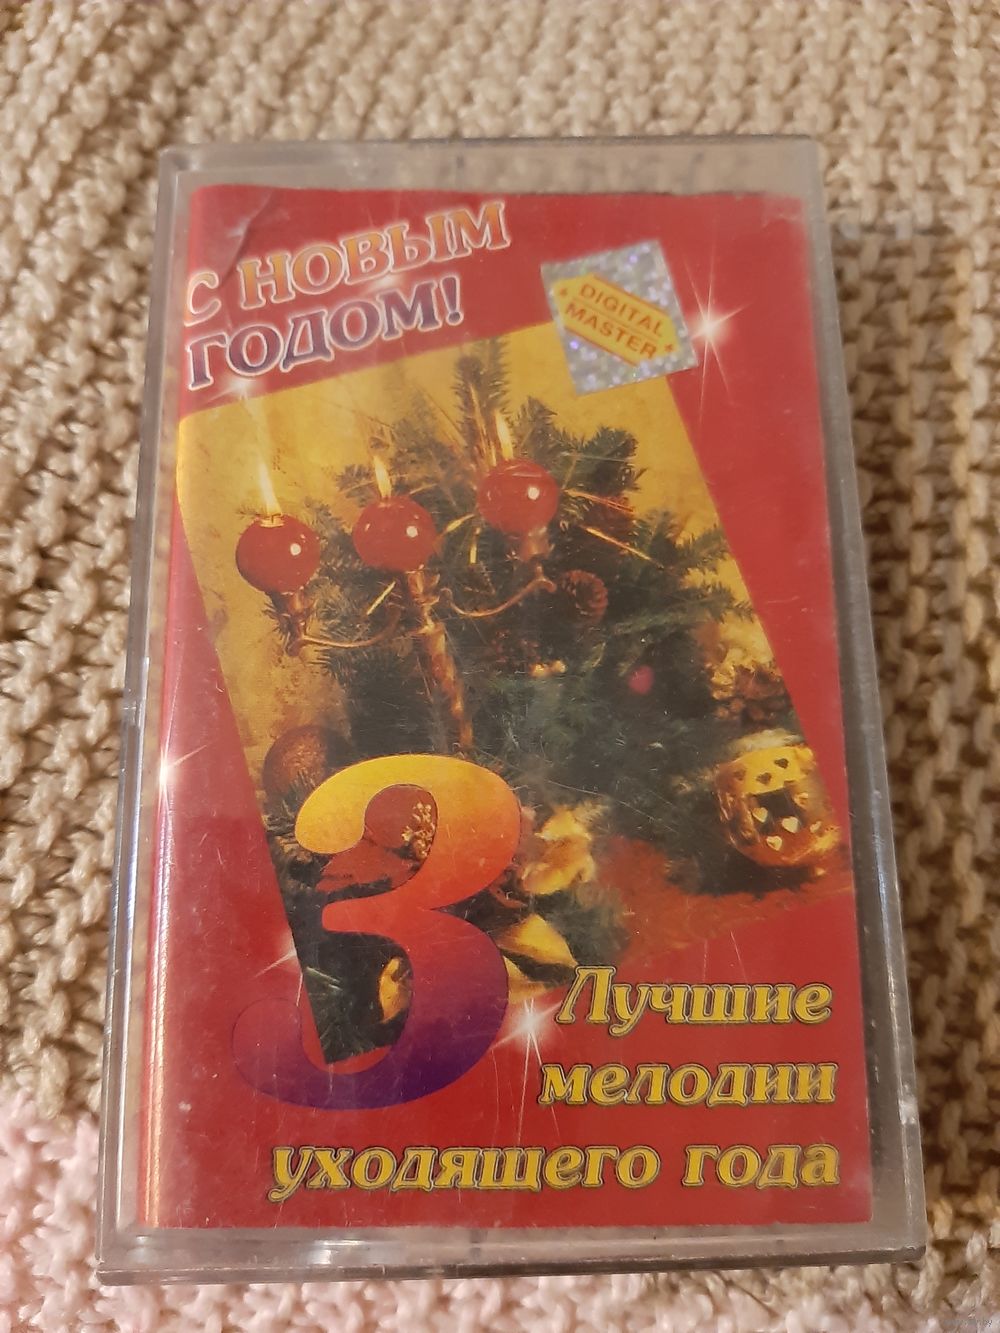 С НОВЫМ
ГОДОМ!
DIGITAL
MASTER
3
Лучшие
мелодии
уходящего года